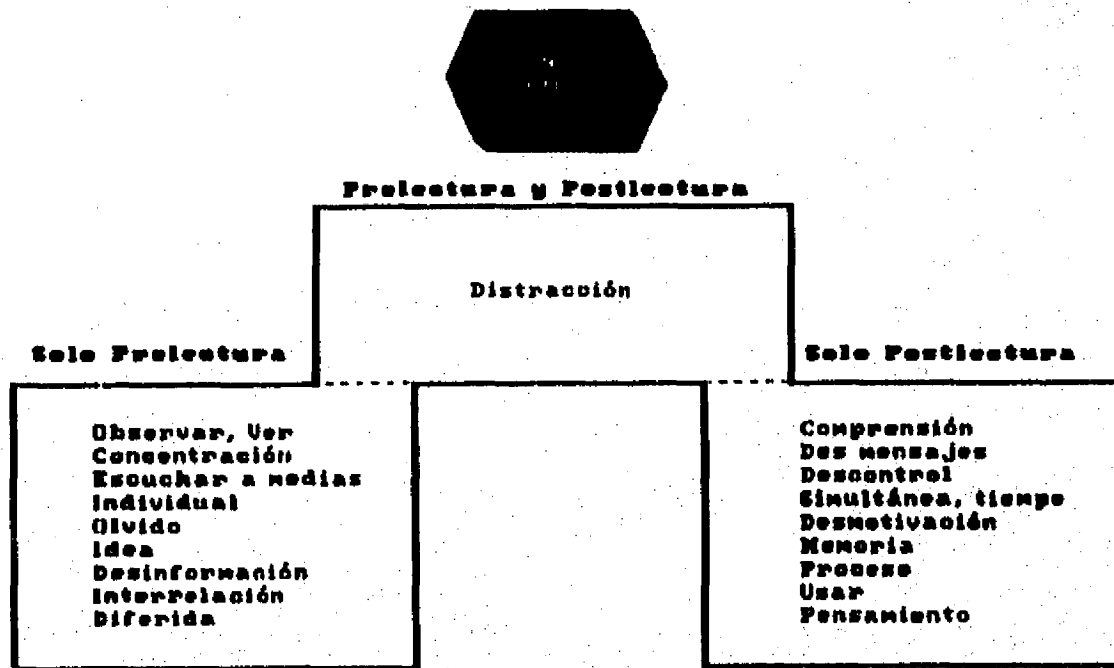 Prelectura y Postlectura
Distracción
Solo Prelectura
Solo Postlectura
Observar, Ver
Concentración
Escuchar a medias
Individual
Olvido
Idea
Desinformación
Interrelación
Diferida
Comprensión
Dos mensajes
Descontrol
Simultánea, tiempo
Desmotivación
Memoria
Proceso
Usar
Pensamiento